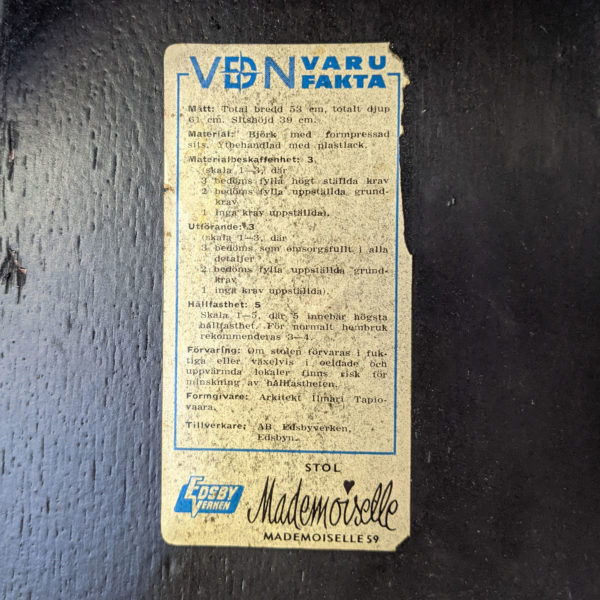 VDN VARU
FAKTA
Mått: Total bredd 53 cm, totalt djup
61 cm. Sitshöjd 39 cm.
Material: Björk med formpressad
sits. Ytbehandlad med plastlack.
Materialbeskaffenhet: 3
(skala 1—3, där
3 bedöms fylla högt ställda krav
2 bedöms fylla uppställda grund-
krav
1 inga krav uppställda).
Utförande: 3
(skala 1—3, där
3 bedöms som omsorgsfullt i alla
detaljer
2 bedöms fylla uppställda grund-
krav
1 inga krav uppställda).
Hållfasthet: 5
Skala 1—5, där 5 innebär högsta
hållfasthet. För normalt hembruk
rekommenderas 3—4.
Förvaring: Om stolen förvaras i fuk-
tiga eller växelvis i oeldade och
uppvärmda lokaler finns risk för
minskning av hållfastheten.
Formgivare: Arkitekt Ilmari Tapio-
vaara.
Tillverkare: AB Edsbyverken,
Edsbyn.
STOL
EDSBY
VERKEN
Mademoiselle
MADEMOISELLE 59